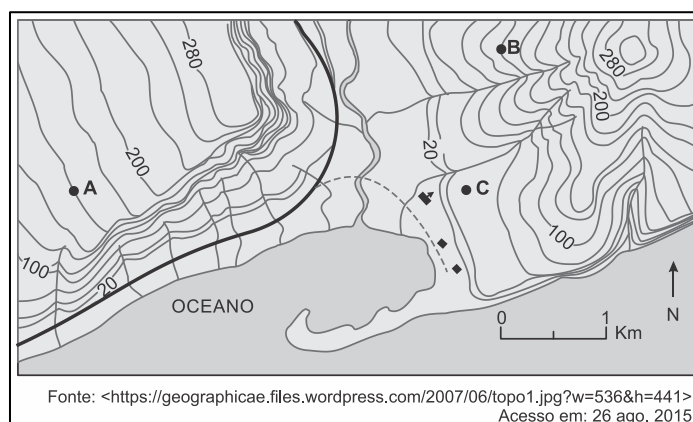 280
B
280
200
20
200
A
C
100
100
20
OCEANO
0
1
Km
N
Fonte: <https://geographicae.files.wordpress.com/2007/06/topo1.jpg?w=536&h=441>
Acesso em: 26 ago. 2015